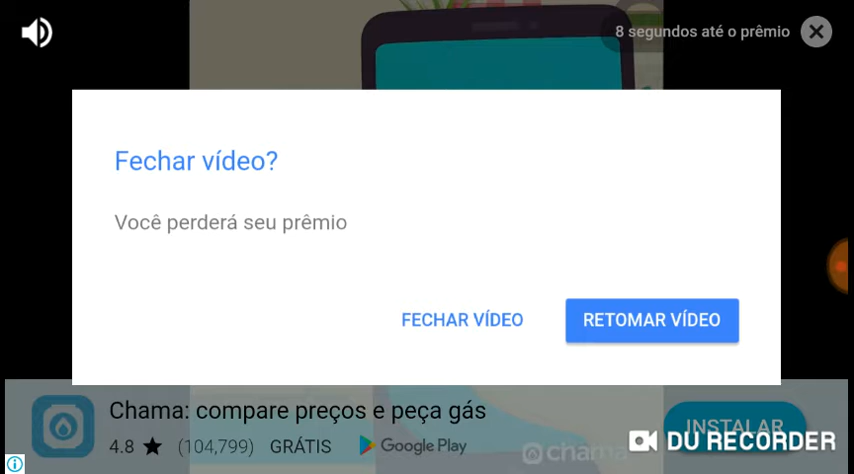 8 segundos até o prêmio
Fechar vídeo?
Você perderá seu prêmio
FECHAR VÍDEO
RETOMAR VÍDEO
Chama: compare preços e peça gás
INSTALAR
4.8 ★ (104,799) GRÁTIS Google Play
chama
DU RECORDER